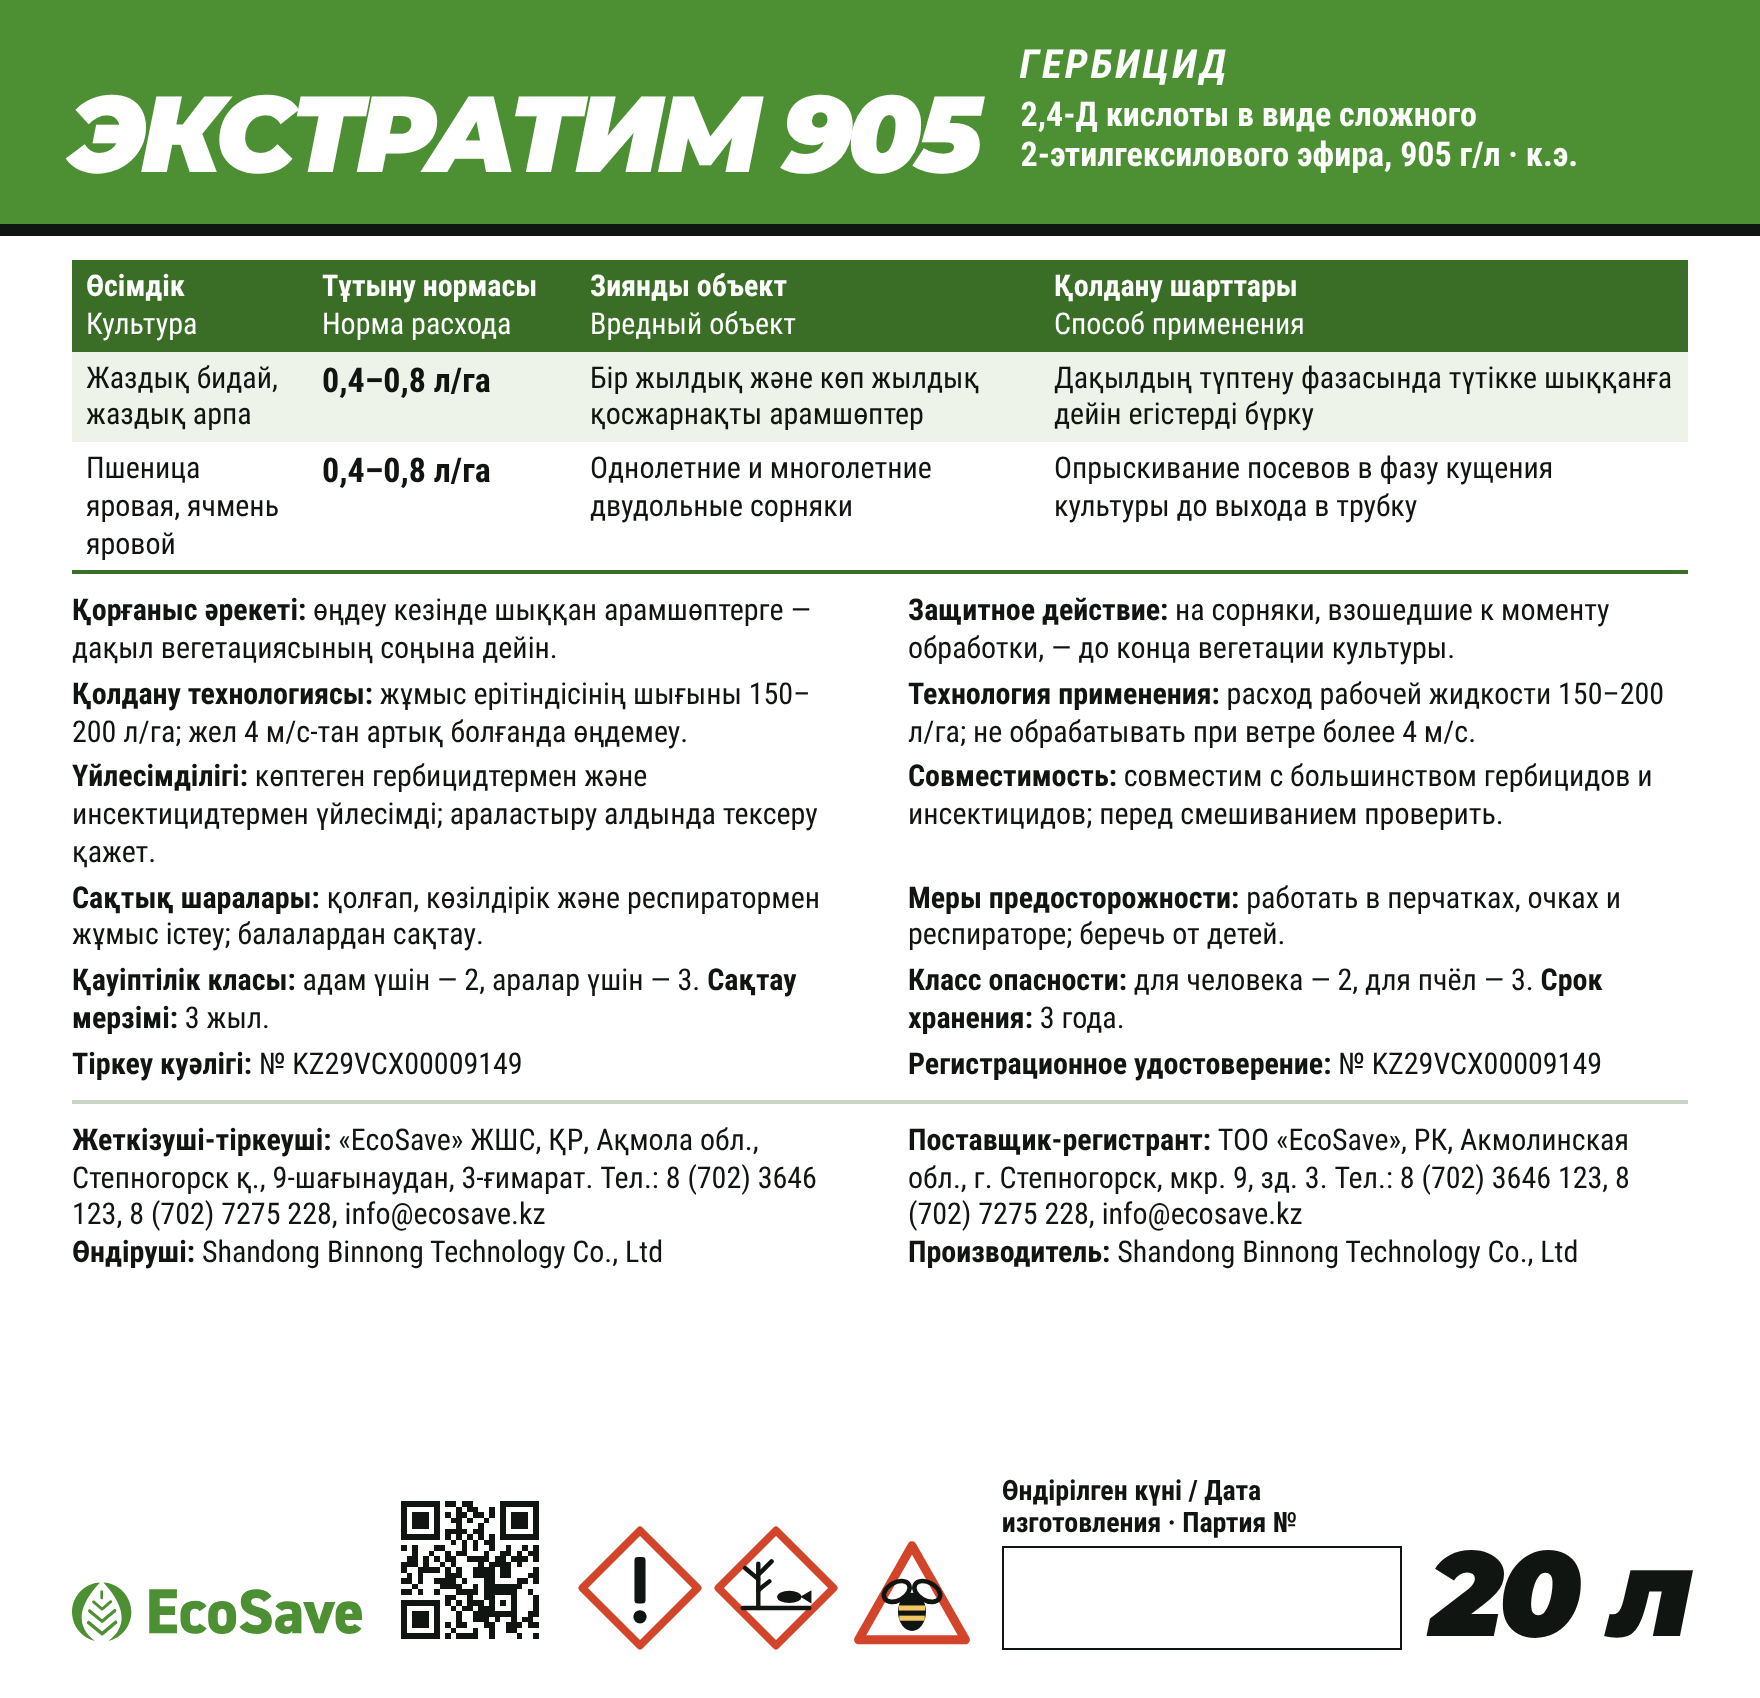 ЭКСТРАТИМ 905
ГЕРБИЦИД
2,4-Д кислоты в виде сложного
2-этилгексилового эфира, 905 г/л · к.э.
Өсімдік
Культура
Тұтыну нормасы
Норма расхода
Зиянды объект
Вредный объект
Қолдану шарттары
Способ применения
Жаздық бидай,
жаздық арпа
0,4–0,8 л/га
Бір жылдық және көп жылдық
қосжарнақты арамшөптер
Дақылдың түптену фазасында түтікке шыққанға
дейін егістерді бүрку
Пшеница
яровая, ячмень
яровой
0,4–0,8 л/га
Однолетние и многолетние
двудольные сорняки
Опрыскивание посевов в фазу кущения
культуры до выхода в трубку
Қорғаныс әрекеті: өңдеу кезінде шыққан арамшөптерге —
дақыл вегетациясының соңына дейін.
Қолдану технологиясы: жұмыс ерітіндісінің шығыны 150–
200 л/га; жел 4 м/с-тан артық болғанда өңдемеу.
Үйлесімділігі: көптеген гербицидтермен және
инсектицидтермен үйлесімді; араластыру алдында тексеру
қажет.
Сақтық шаралары: қолғап, көзілдірік және респиратормен
жұмыс істеу; балалардан сақтау.
Қауіптілік класы: адам үшін — 2, аралар үшін — 3. Сақтау
мерзімі: 3 жыл.
Тіркеу куәлігі: № KZ29VCX00009149
Защитное действие: на сорняки, взошедшие к моменту
обработки, — до конца вегетации культуры.
Технология применения: расход рабочей жидкости 150–200
л/га; не обрабатывать при ветре более 4 м/с.
Совместимость: совместим с большинством гербицидов и
инсектицидов; перед смешиванием проверить.
Меры предосторожности: работать в перчатках, очках и
респираторе; беречь от детей.
Класс опасности: для человека — 2, для пчёл — 3. Срок
хранения: 3 года.
Регистрационное удостоверение: № KZ29VCX00009149
Жеткізуші-тіркеуші: «EcoSave» ЖШС, ҚР, Ақмола обл.,
Степногорск қ., 9-шағынаудан, 3-ғимарат. Тел.: 8 (702) 3646
123, 8 (702) 7275 228, info@ecosave.kz
Өндіруші: Shandong Binnong Technology Co., Ltd
Поставщик-регистрант: ТОО «EcoSave», РК, Акмолинская
обл., г. Степногорск, мкр. 9, зд. 3. Тел.: 8 (702) 3646 123, 8
(702) 7275 228, info@ecosave.kz
Производитель: Shandong Binnong Technology Co., Ltd
EcoSave
Өндірілген күні / Дата
изготовления · Партия №
20 л